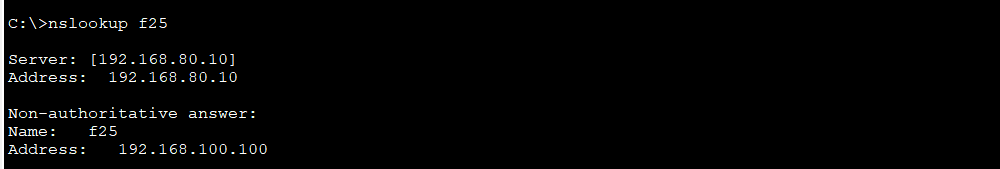 C:\>nslookup f25
Server: [192.168.80.10]
Address:  192.168.80.10
Non-authoritative answer:
Name:   f25
Address:   192.168.100.100